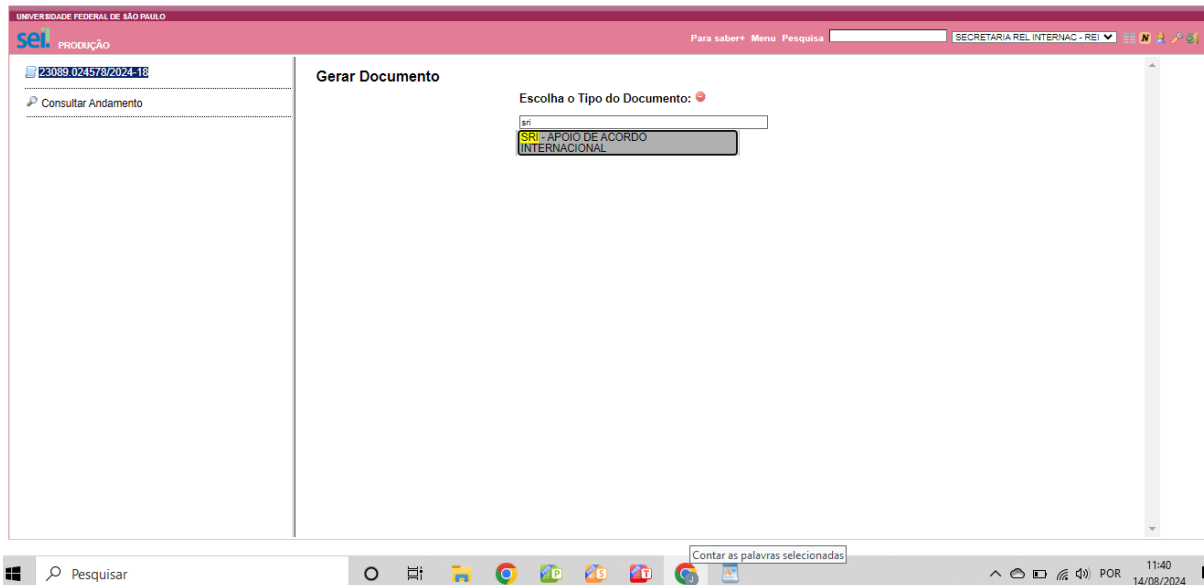 UNIVERSIDADE FEDERAL DE SÃO PAULO
sei. PRODUÇÃO
Para saber+ Menu Pesquisa SECRETARIA REL INTERNAC - REI N
23089.024578/2024-18
Consultar Andamento
Gerar Documento
Escolha o Tipo do Documento:
sri
SRI - APOIO DE ACORDO
INTERNACIONAL
Contar as palavras selecionadas
Pesquisar
POR
11:40
14/08/2024